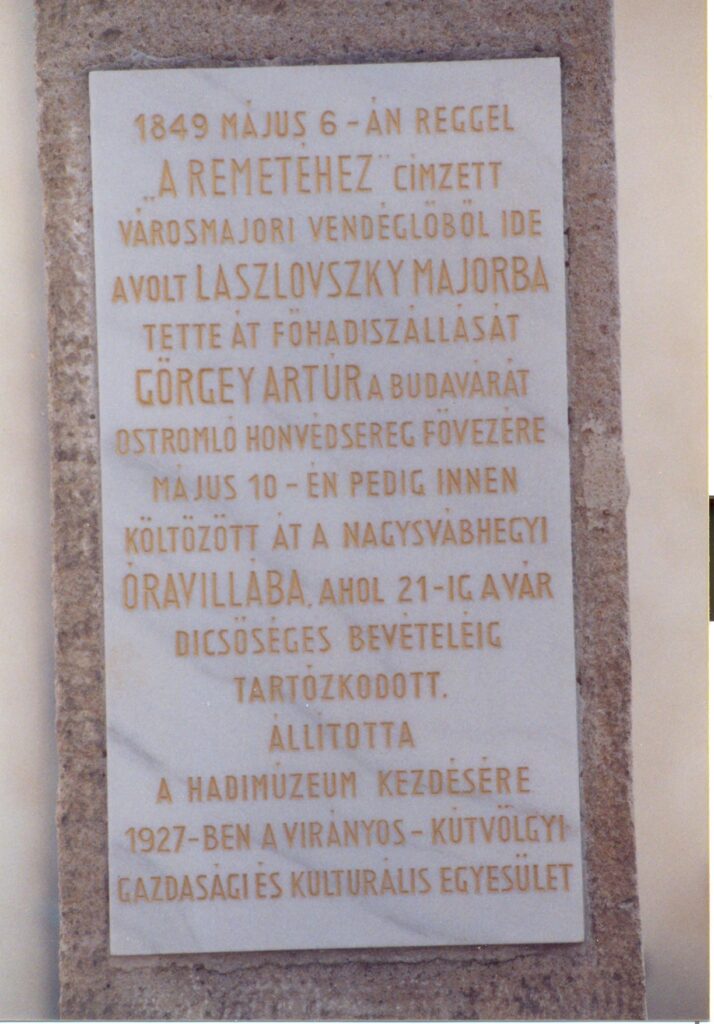 1849 MÁJUS 6-ÁN REGGEL
„A REMETÉHEZ” CÍMZETT
VÁROSMAJORI VENDÉGLŐBŐL IDE
A VOLT LASZLOVSZKY MAJORBA
TETTE ÁT FŐHADISZÁLLÁSÁT
GÖRGEY ARTÚR A BUDAVÁRÁT
OSTROMLÓ HONVÉDSEREG FŐVEZÉRE
MÁJUS 10-ÉN PEDIG INNEN
KÖLTÖZÖTT ÁT A NAGYSVÁBHEGYI
ÓRAVILLÁBA, AHOL 21-IG A VÁR
DICSŐSÉGES BEVÉTELÉIG
TARTÓZKODOTT.
ÁLLÍTOTTA
A HADIMÚZEUM KEZDÉSÉRE
1927-BEN A VIRÁNYOS-KÚTVÖLGYI
GAZDASÁGI ÉS KULTURÁLIS EGYESÜLET